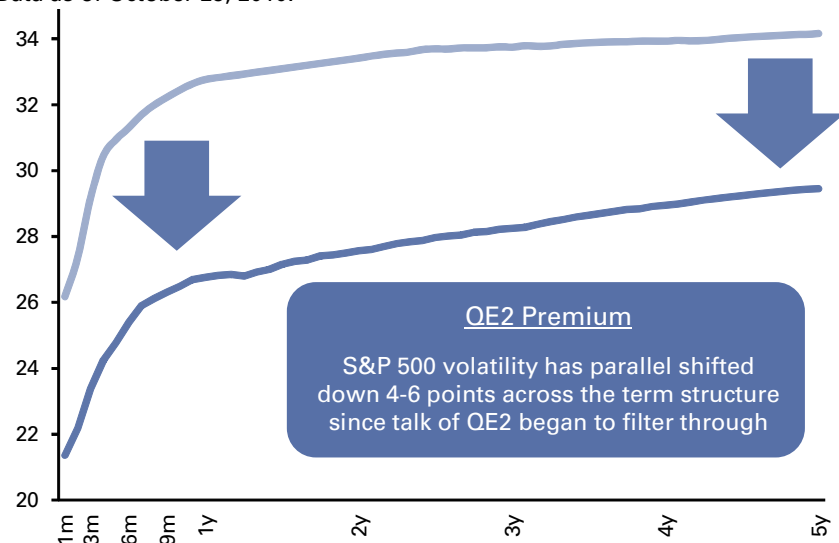 34
32
30
28
26
24
22
20
QE2 Premium
S&P 500 volatility has parallel shifted
down 4-6 points across the term structure
since talk of QE2 began to filter through
1m
3m
6m
9m
1y
2y
3y
4y
5y